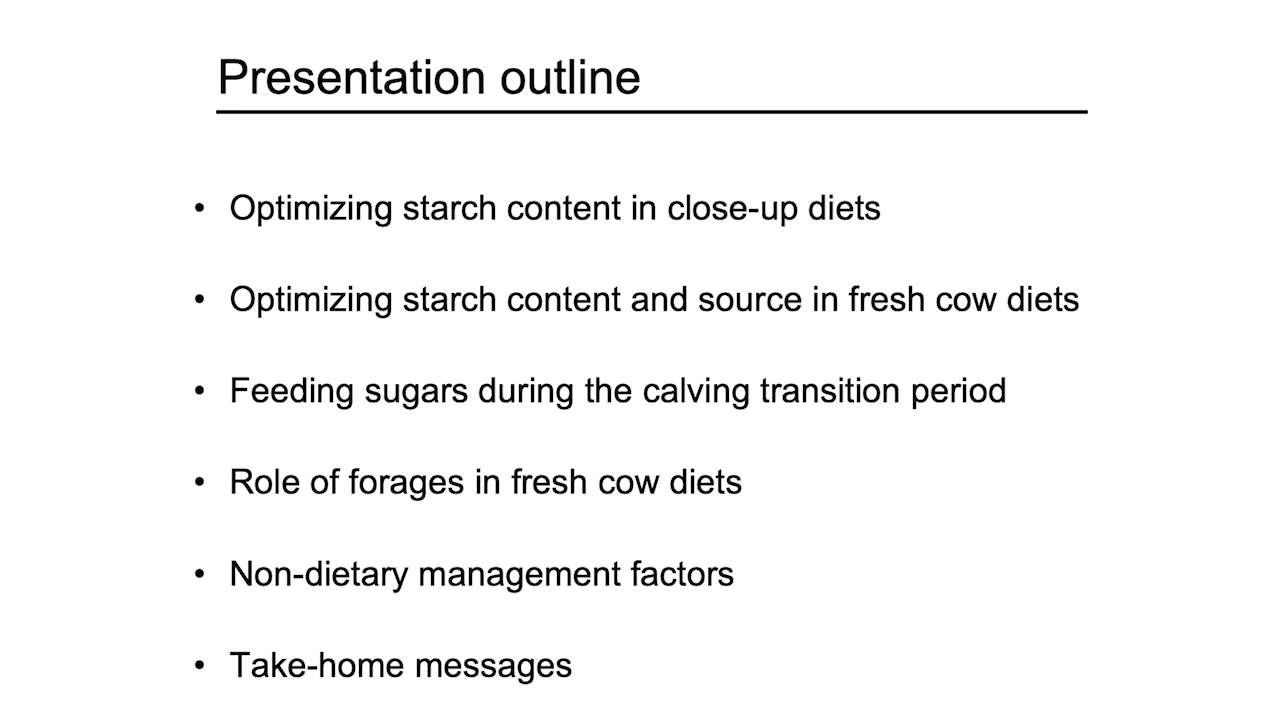 Presentation outline
• Optimizing starch content in close-up diets
• Optimizing starch content and source in fresh cow diets
• Feeding sugars during the calving transition period
• Role of forages in fresh cow diets
• Non-dietary management factors
• Take-home messages